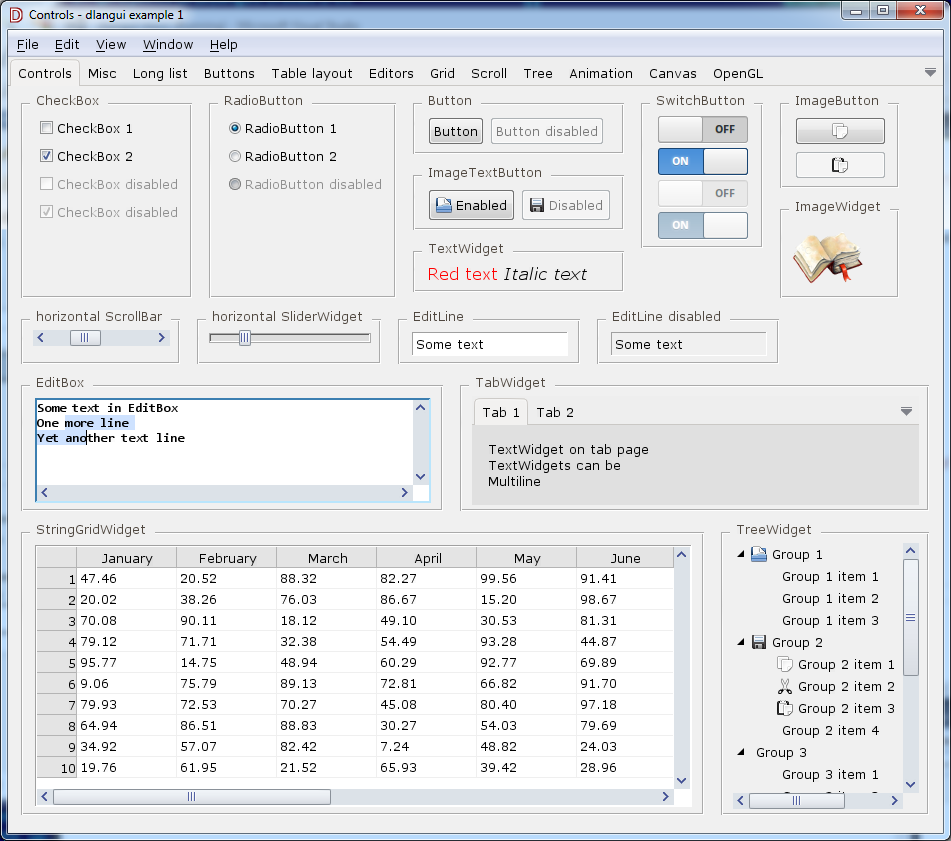 Controls - dlangui example 1
File Edit View Window Help
Controls Misc Long list Buttons Table layout Editors Grid Scroll Tree Animation Canvas OpenGL
CheckBox
CheckBox 1
CheckBox 2
CheckBox disabled
CheckBox disabled
RadioButton
RadioButton 1
RadioButton 2
RadioButton disabled
Button
Button Button disabled
ImageTextButton
Enabled Disabled
TextWidget
Red text Italic text
SwitchButton
OFF
ON
OFF
ON
ImageButton
ImageWidget
horizontal ScrollBar
horizontal SliderWidget
EditLine
Some text
EditLine disabled
Some text
EditBox
Some text in EditBox
One more line
Yet another text line
TabWidget
Tab 1 Tab 2
TextWidget on tab page
TextWidgets can be
Multiline
StringGridWidget
January February March April May June
1 47.46 20.52 88.32 82.27 99.56 91.41
2 20.02 38.26 76.03 86.67 15.20 98.67
3 70.08 90.11 18.12 49.10 30.53 81.31
4 79.12 71.71 32.38 54.49 93.28 44.87
5 95.77 14.75 48.94 60.29 92.77 69.89
6 9.06 75.79 89.13 72.81 66.82 91.70
7 79.93 72.53 70.27 45.08 80.40 97.18
8 64.94 86.51 88.83 30.27 54.03 79.69
9 34.92 57.07 82.42 7.24 48.82 24.03
10 19.76 61.95 21.52 65.93 39.42 28.96
TreeWidget
Group 1
Group 1 item 1
Group 1 item 2
Group 1 item 3
Group 2
Group 2 item 1
Group 2 item 2
Group 2 item 3
Group 2 item 4
Group 3
Group 3 item 1